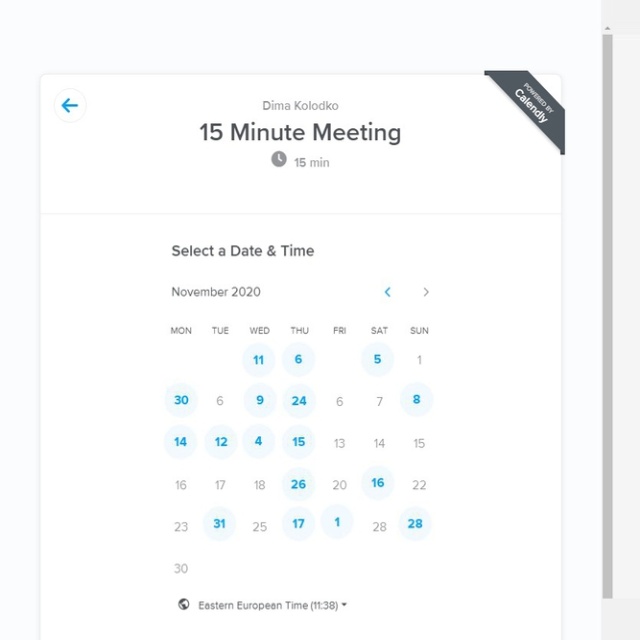 POWERED BY
Calendly
Dima Kolodko
15 Minute Meeting
15 min
Select a Date & Time
November 2020
MON TUE WED THU FRI SAT SUN
11 6 5 1
30 6 9 24 6 7 8
14 12 4 15 13 14 15
16 17 18 26 20 16 22
23 31 25 17 1 28 28
30
Eastern European Time (11:38)